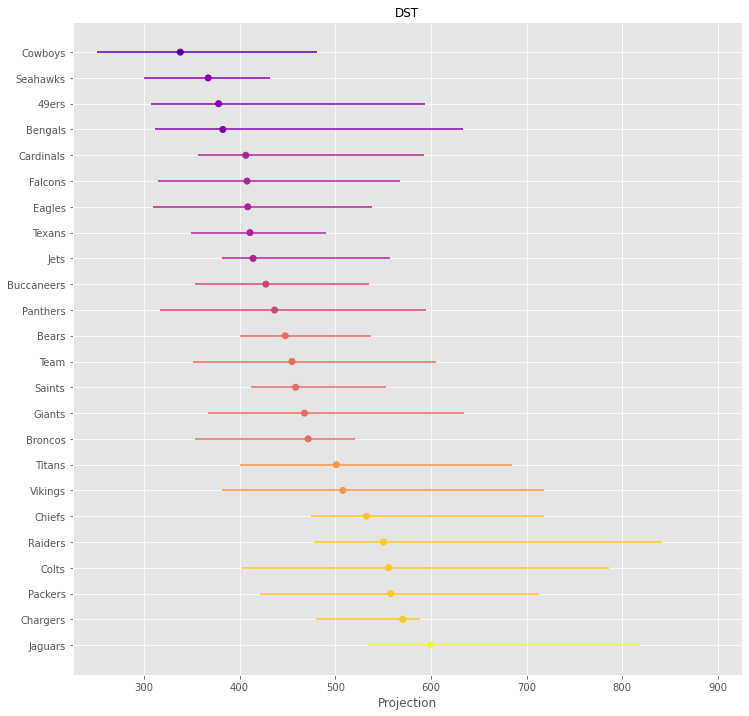 DST
Cowboys
Seahawks
49ers
Bengals
Cardinals
Falcons
Eagles
Texans
Jets
Buccaneers
Panthers
Bears
Team
Saints
Giants
Broncos
Titans
Vikings
Chiefs
Raiders
Colts
Packers
Chargers
Jaguars
300 400 500 600 700 800 900
Projection